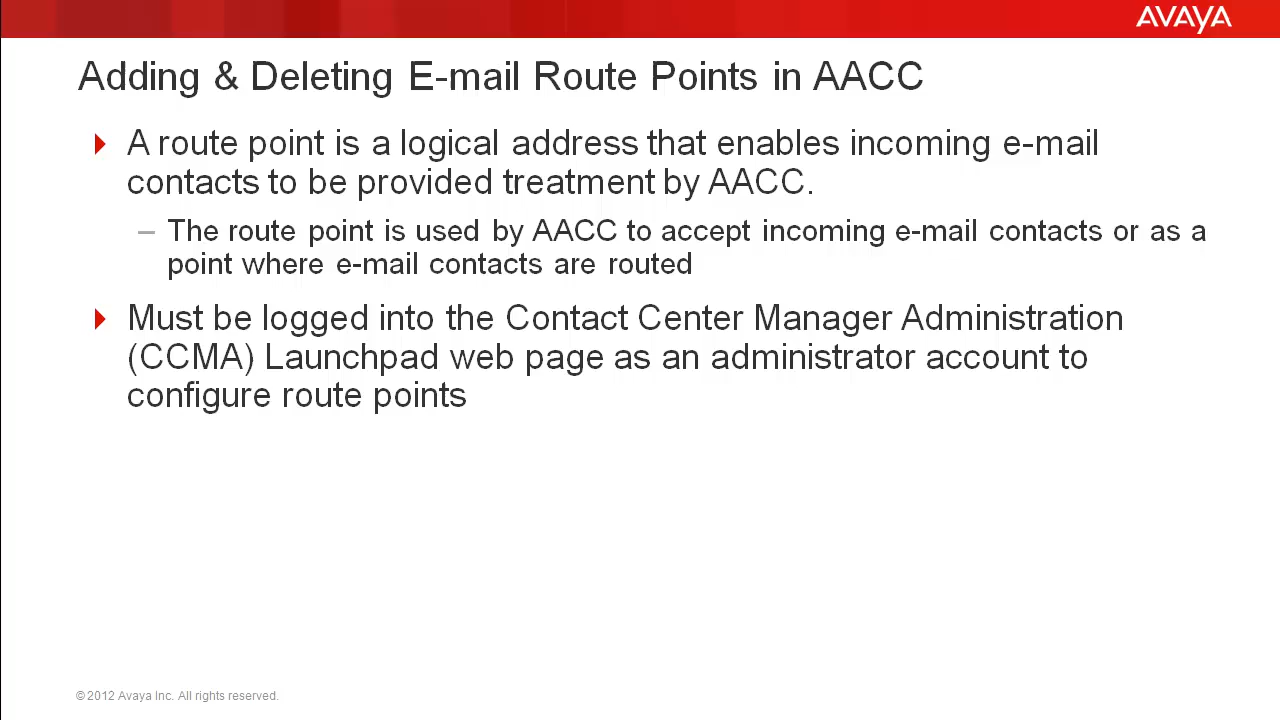 AVAYA
Adding & Deleting E-mail Route Points in AACC
A route point is a logical address that enables incoming e-mail
contacts to be provided treatment by AACC.
– The route point is used by AACC to accept incoming e-mail contacts or as a
point where e-mail contacts are routed
Must be logged into the Contact Center Manager Administration
(CCMA) Launchpad web page as an administrator account to
configure route points
© 2012 Avaya Inc. All rights reserved.